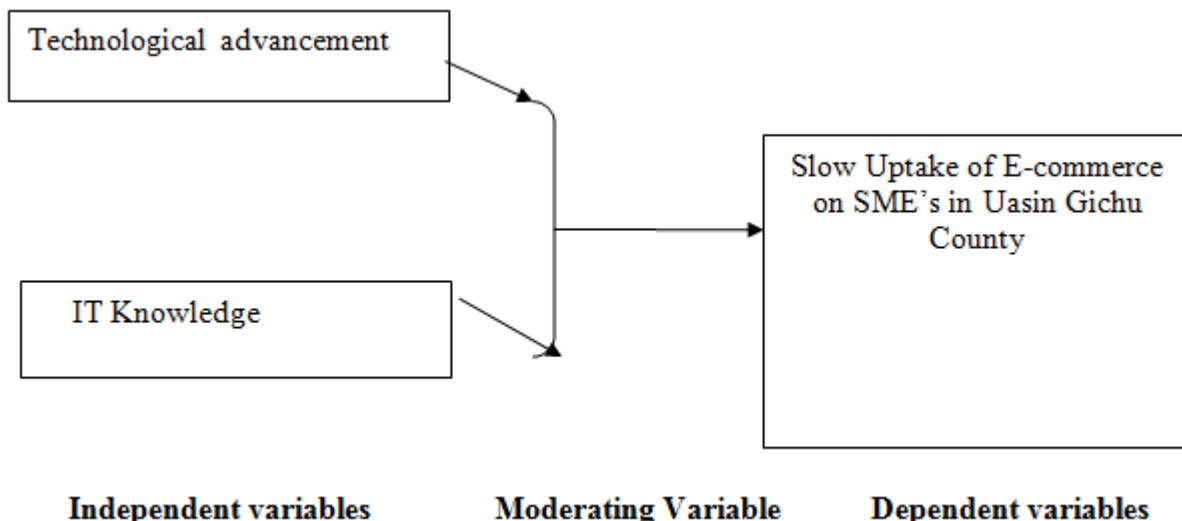 Technological advancement
Slow Uptake of E-commerce
on SME's in Uasin Gichu
County
IT Knowledge
Independent variables Moderating Variable Dependent variables